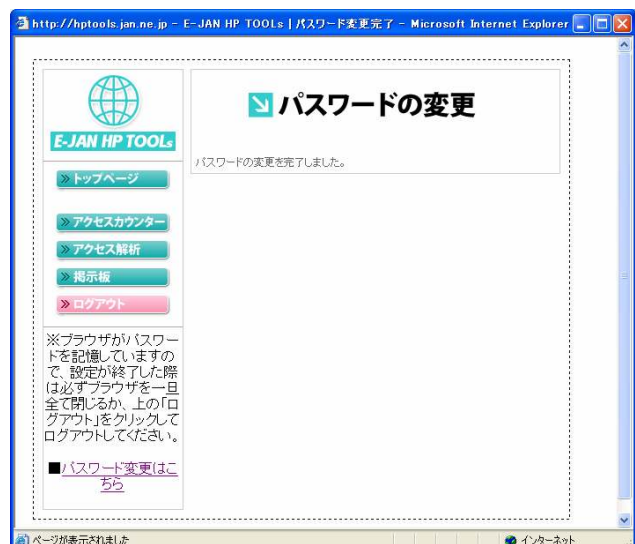 http://hptools.jan.ne.jp - E-JAN HP TOOLs | パスワード変更完了 - Microsoft Internet Explorer
E-JAN HP TOOLs
パスワードの変更
パスワードの変更を完了しました。
トップページ
アクセスカウンター
アクセス解析
掲示板
ログアウト
※ブラウザがパスワー
ドを記憶していますの
で、設定が終了した際
は必ずブラウザを一旦
全て閉じるか、上の「ロ
グアウト」をクリックして
ログアウトしてください。
■パスワード変更はこ
ちら
ページが表示されました
インターネット